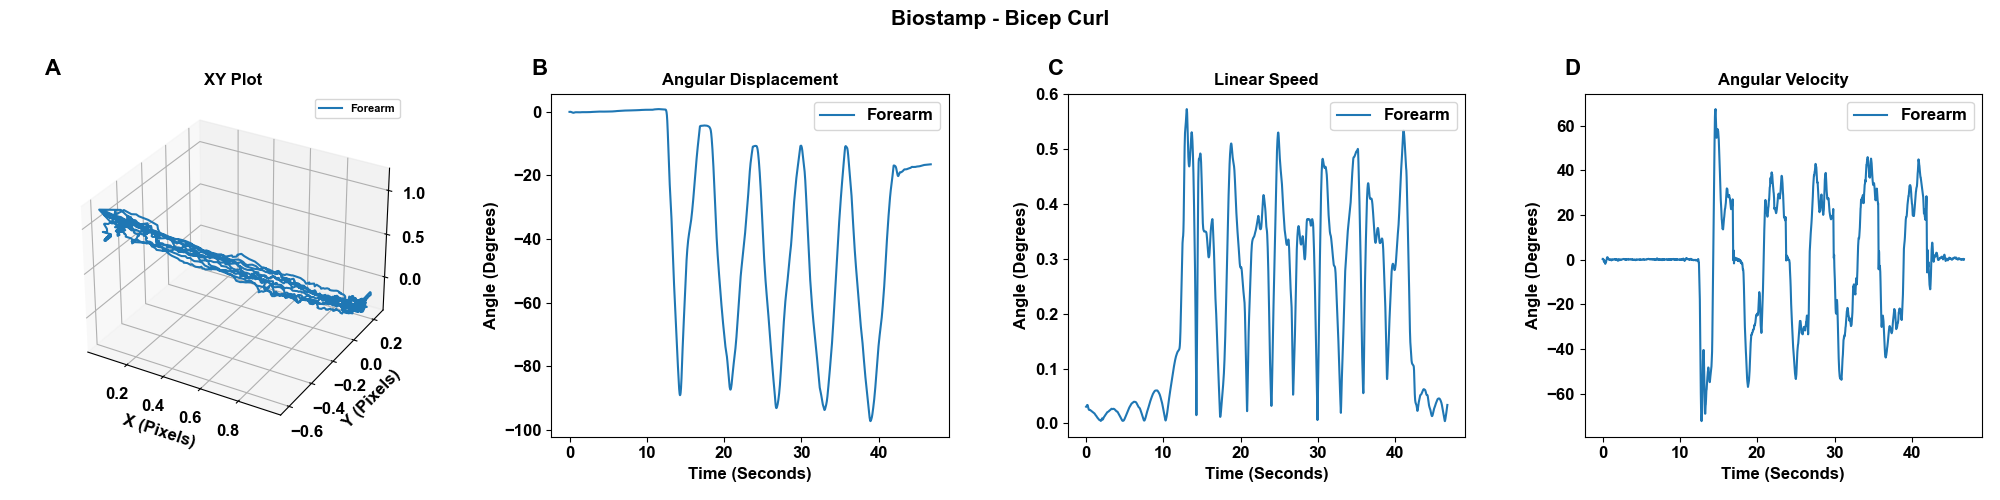 Biostamp - Bicep Curl
A
XY Plot
Forearm
1.0
0.5
0.0
0.2
0.0
−0.2
−0.4
−0.6
Y (Pixels)
0.2
0.4
0.6
0.8
X (Pixels)
B
Angular Displacement
Forearm
0
−20
−40
−60
−80
−100
Angle (Degrees)
0 10 20 30 40
Time (Seconds)
C
Linear Speed
Forearm
0.6
0.5
0.4
0.3
0.2
0.1
0.0
Angle (Degrees)
0 10 20 30 40
Time (Seconds)
D
Angular Velocity
Forearm
60
40
20
0
−20
−40
−60
Angle (Degrees)
0 10 20 30 40
Time (Seconds)